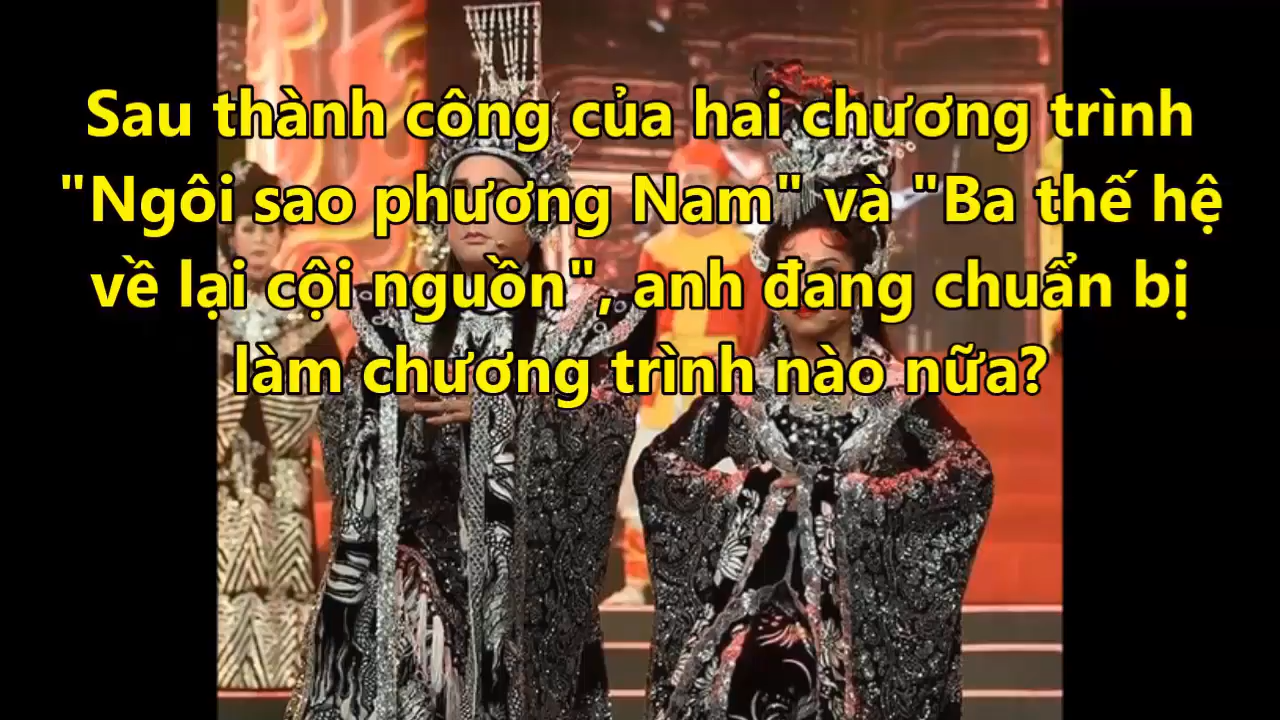 Sau thành công của hai chương trình
"Ngôi sao phương Nam" và "Ba thế hệ
về lại cội nguồn", anh đang chuẩn bị
làm chương trình nào nữa?